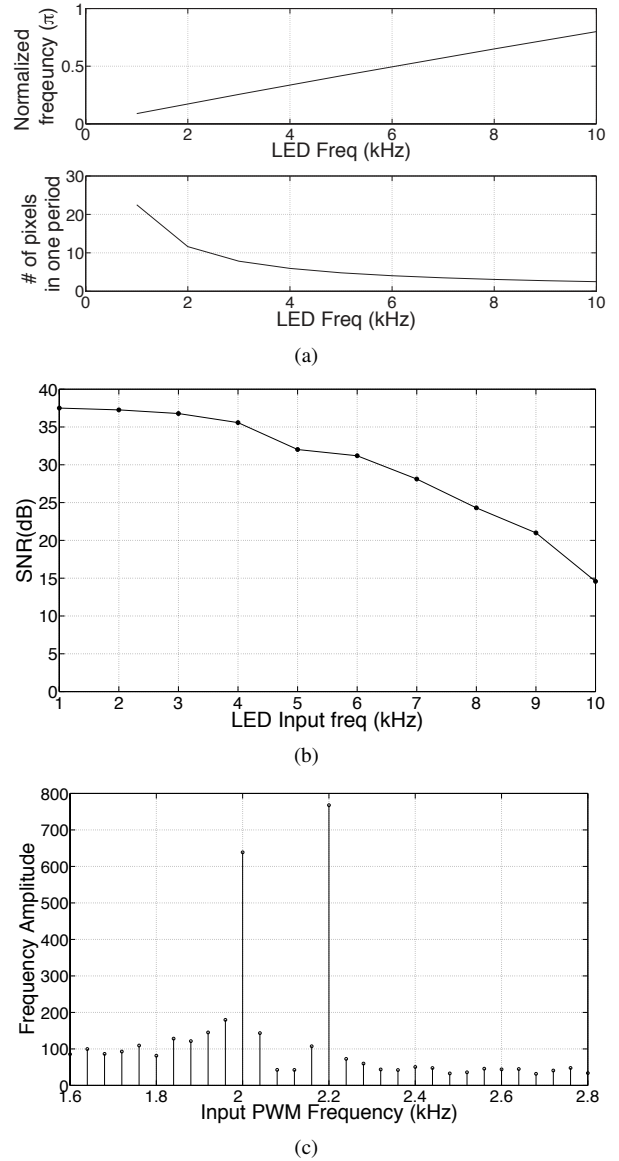 Normalized
freqeuncy (π)
1
0.5
0
0 2 4 6 8 10
LED Freq (kHz)
# of pixels
in one period
30
20
10
0
0 2 4 6 8 10
LED Freq (kHz)
(a)
SNR(dB)
40
35
30
25
20
15
10
5
0
1 2 3 4 5 6 7 8 9 10
LED Input freq (kHz)
(b)
Frequency Amplitude
800
700
600
500
400
300
200
100
0
1.6 1.8 2 2.2 2.4 2.6 2.8
Input PWM Frequency (kHz)
(c)